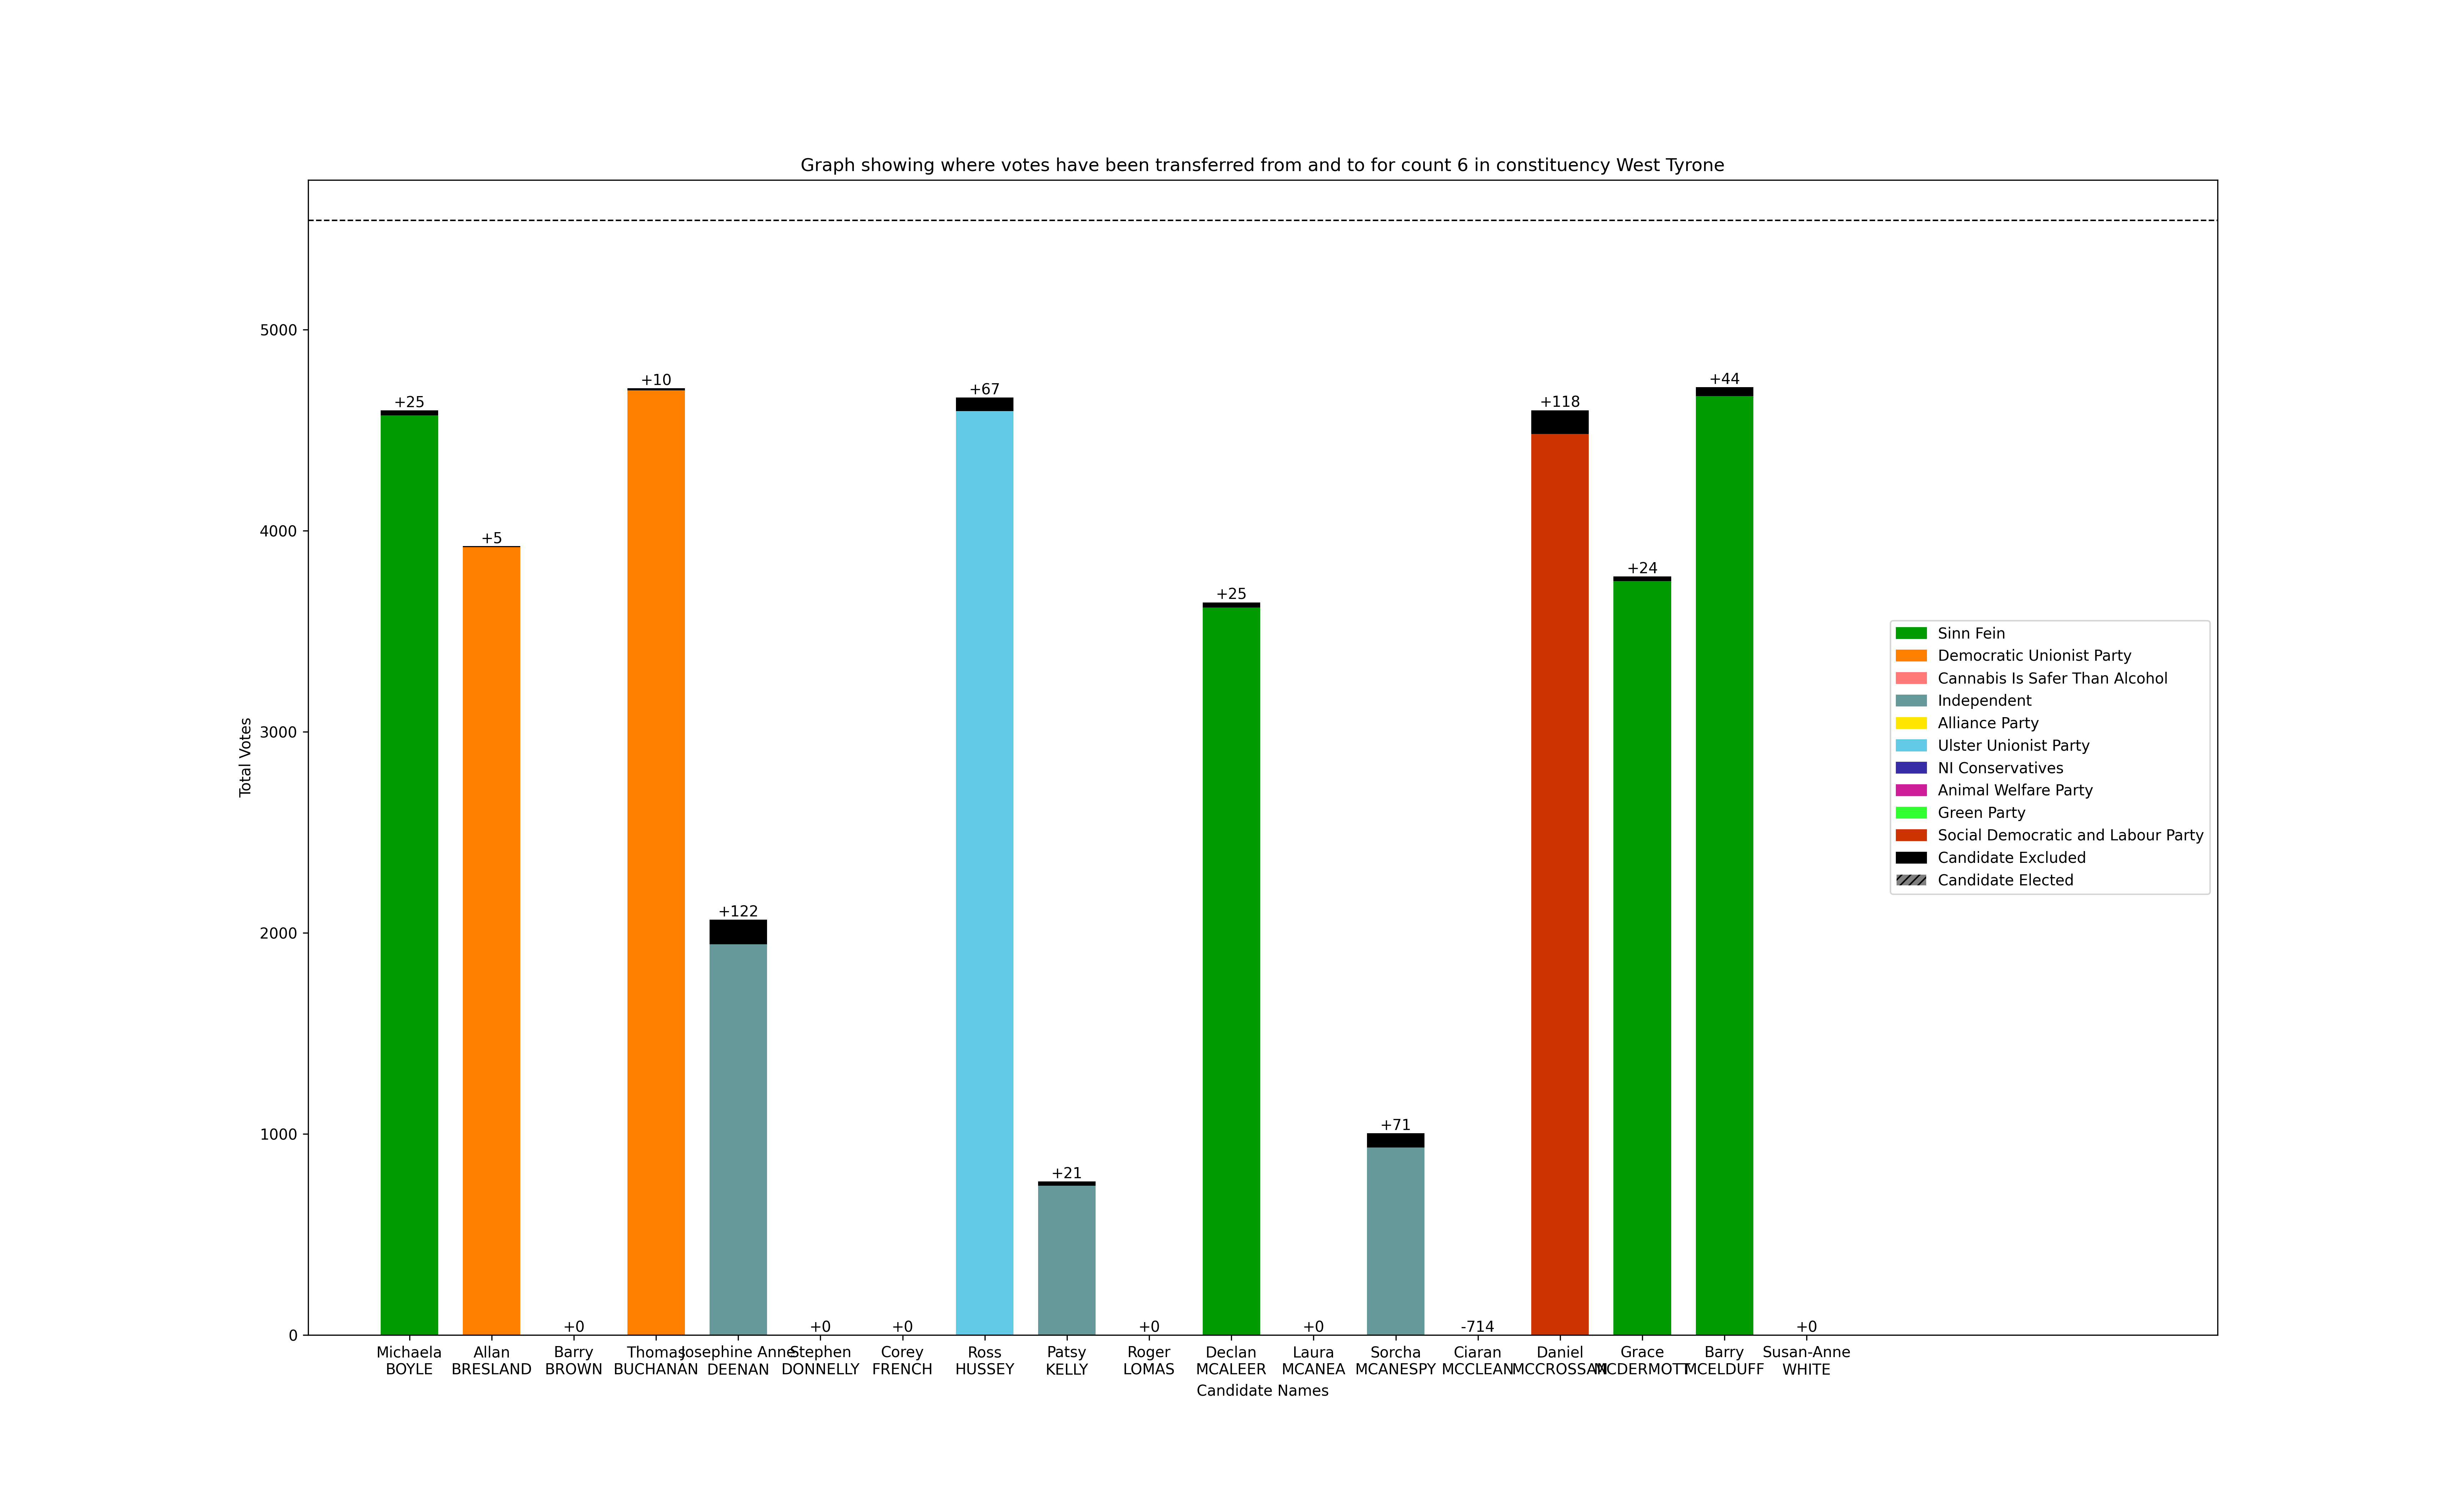 Graph showing where votes have been transferred from and to for count 6 in constituency West Tyrone
Total Votes
5000
4000
3000
2000
1000
0
+25
+5
+0
+10
+122
+0
+0
+67
+21
+0
+25
+0
+71
-714
+118
+24
+44
+0
Michaela
BOYLE
Allan
BRESLAND
Barry
BROWN
Thomas
BUCHANAN
Josephine Anne
DEENAN
Stephen
DONNELLY
Corey
FRENCH
Ross
HUSSEY
Patsy
KELLY
Roger
LOMAS
Declan
MCALEER
Laura
MCANEA
Sorcha
MCANESPY
Ciaran
MCCLEAN
Daniel
MCCROSSAN
Grace
MCDERMOTT
Barry
MCELDUFF
Susan-Anne
WHITE
Candidate Names
Sinn Fein
Democratic Unionist Party
Cannabis Is Safer Than Alcohol
Independent
Alliance Party
Ulster Unionist Party
NI Conservatives
Animal Welfare Party
Green Party
Social Democratic and Labour Party
Candidate Excluded
Candidate Elected